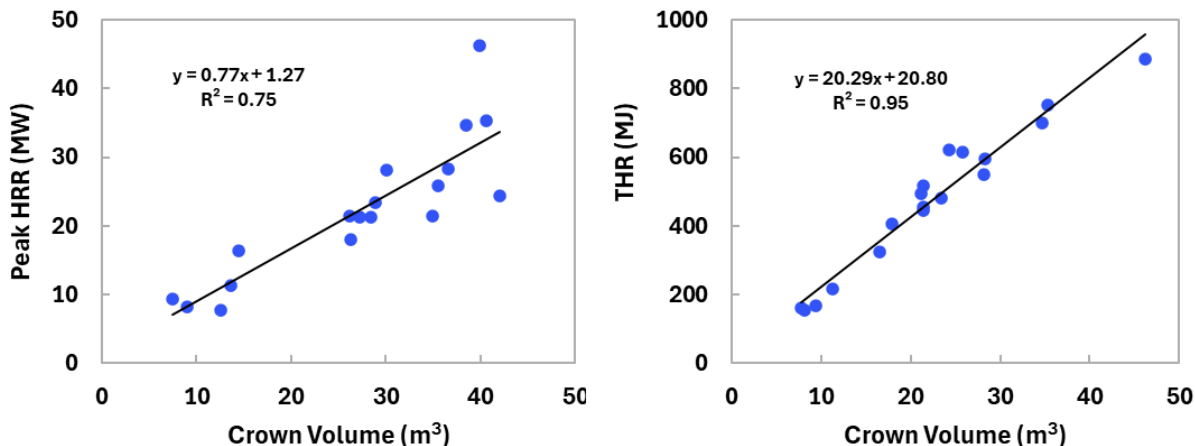 50
40
30
20
10
0
Peak HRR (MW)
y = 0.77x + 1.27
R² = 0.75
0 10 20 30 40 50
Crown Volume (m³)
1000
800
600
400
200
0
THR (MJ)
y = 20.29x + 20.80
R² = 0.95
0 10 20 30 40 50
Crown Volume (m³)